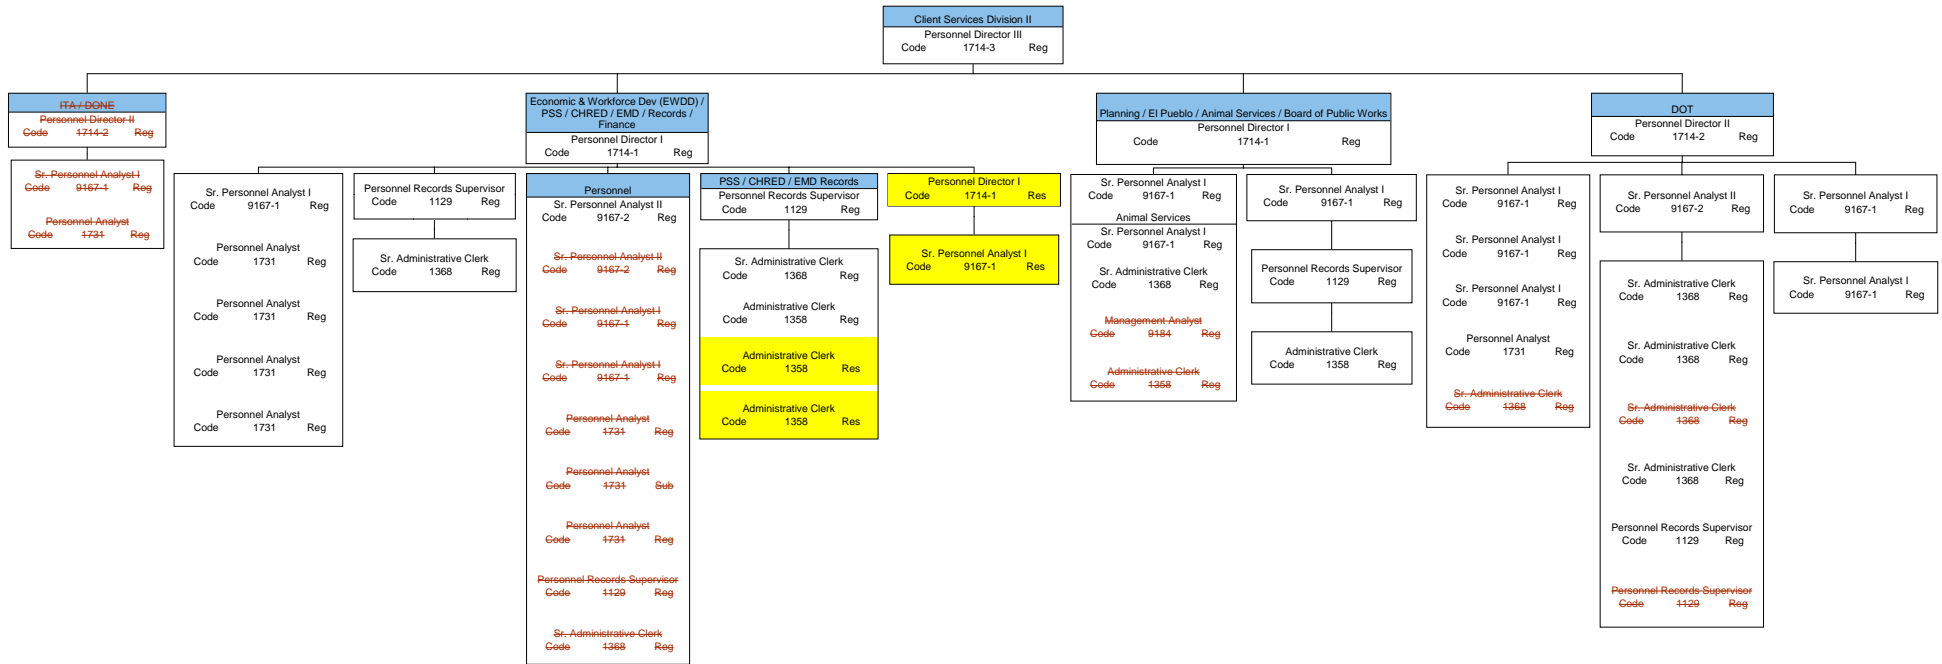 Client Services Division II
Personnel Director III
Code 1714-3 Reg
ITA / DONE
Personnel Director II
Code 1714-2 Reg
Sr. Personnel Analyst I
Code 9167-1 Reg
Personnel Analyst
Code 1731 Reg
Economic & Workforce Dev (EWDD) /
PSS / CHRED / EMD / Records /
Finance
Personnel Director I
Code 1714-1 Reg
Sr. Personnel Analyst I
Code 9167-1 Reg
Personnel Analyst
Code 1731 Reg
Personnel Analyst
Code 1731 Reg
Personnel Analyst
Code 1731 Reg
Personnel Analyst
Code 1731 Reg
Personnel Records Supervisor
Code 1129 Reg
Sr. Administrative Clerk
Code 1368 Reg
Personnel
Sr. Personnel Analyst II
Code 9167-2 Reg
Sr. Personnel Analyst II
Code 9167-2 Reg
Sr. Personnel Analyst I
Code 9167-1 Reg
Sr. Personnel Analyst I
Code 9167-1 Reg
Personnel Analyst
Code 1731 Reg
Personnel Analyst
Code 1731 Sub
Personnel Analyst
Code 1731 Reg
Personnel Records Supervisor
Code 1129 Reg
Sr. Administrative Clerk
Code 1368 Reg
PSS / CHRED / EMD Records
Personnel Records Supervisor
Code 1129 Reg
Sr. Administrative Clerk
Code 1368 Reg
Administrative Clerk
Code 1358 Reg
Administrative Clerk
Code 1358 Res
Administrative Clerk
Code 1358 Res
Personnel Director I
Code 1714-1 Res
Sr. Personnel Analyst I
Code 9167-1 Res
Planning / El Pueblo / Animal Services / Board of Public Works
Personnel Director I
Code 1714-1 Reg
Sr. Personnel Analyst I
Code 9167-1 Reg
Animal Services
Sr. Personnel Analyst I
Code 9167-1 Reg
Sr. Administrative Clerk
Code 1368 Reg
Management Analyst
Code 9184 Reg
Administrative Clerk
Code 1358 Reg
Sr. Personnel Analyst I
Code 9167-1 Reg
Personnel Records Supervisor
Code 1129 Reg
Administrative Clerk
Code 1358 Reg
DOT
Personnel Director II
Code 1714-2 Reg
Sr. Personnel Analyst I
Code 9167-1 Reg
Sr. Personnel Analyst I
Code 9167-1 Reg
Sr. Personnel Analyst I
Code 9167-1 Reg
Personnel Analyst
Code 1731 Reg
Sr. Administrative Clerk
Code 1368 Reg
Sr. Personnel Analyst II
Code 9167-2 Reg
Sr. Administrative Clerk
Code 1368 Reg
Sr. Administrative Clerk
Code 1368 Reg
Sr. Administrative Clerk
Code 1368 Reg
Sr. Administrative Clerk
Code 1368 Reg
Personnel Records Supervisor
Code 1129 Reg
Personnel Records Supervisor
Code 1129 Reg
Sr. Personnel Analyst I
Code 9167-1 Reg
Sr. Personnel Analyst I
Code 9167-1 Reg